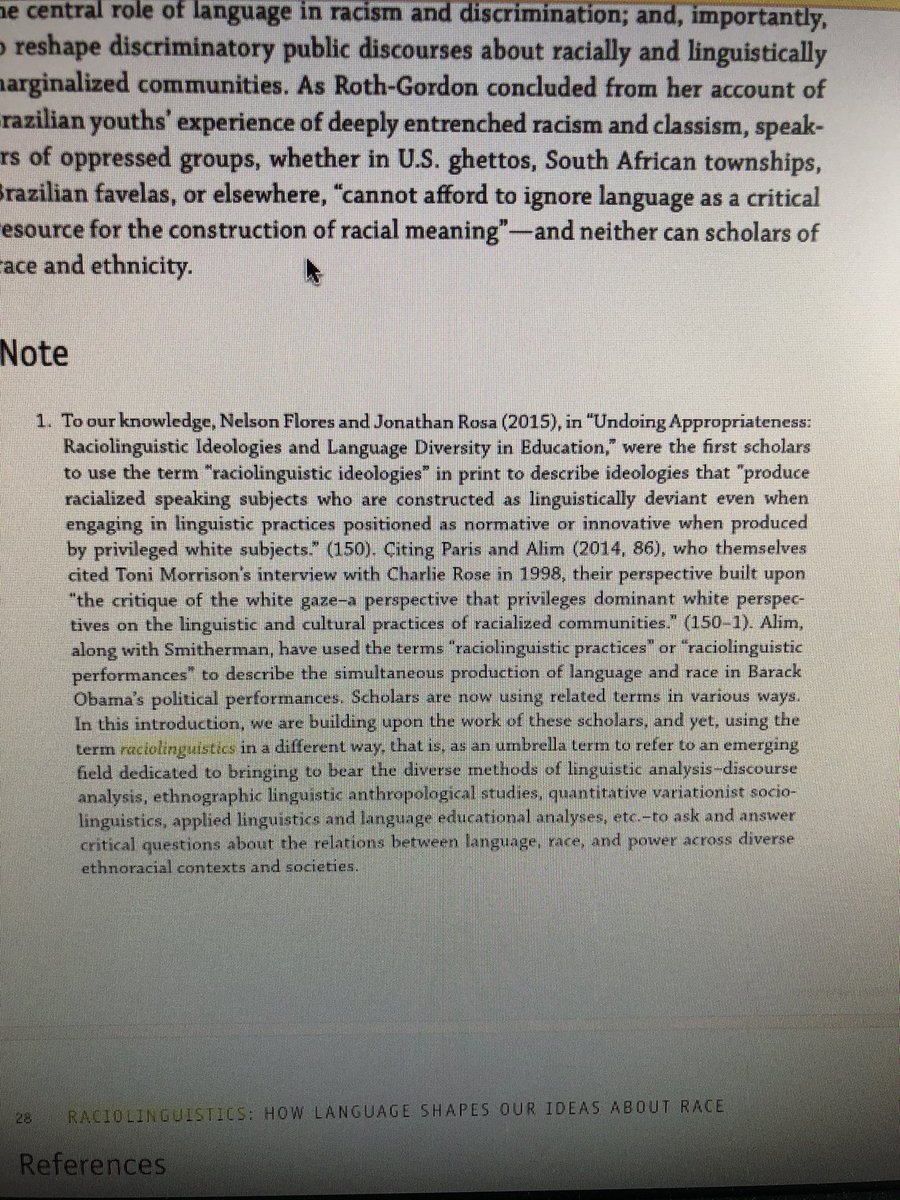 he central role of language in racism and discrimination; and, importantly,
o reshape discriminatory public discourses about racially and linguistically
marginalized communities. As Roth-Gordon concluded from her account of
razilian youths' experience of deeply entrenched racism and classism, speak-
rs of oppressed groups, whether in U.S. ghettos, South African townships,
Brazilian favelas, or elsewhere, “cannot afford to ignore language as a critical
esource for the construction of racial meaning”—and neither can scholars of
race and ethnicity.
Note
1. To our knowledge, Nelson Flores and Jonathan Rosa (2015), in “Undoing Appropriateness:
Raciolinguistic Ideologies and Language Diversity in Education,” were the first scholars
to use the term “raciolinguistic ideologies” in print to describe ideologies that “produce
racialized speaking subjects who are constructed as linguistically deviant even when
engaging in linguistic practices positioned as normative or innovative when produced
by privileged white subjects.” (150). Citing Paris and Alim (2014, 86), who themselves
cited Toni Morrison's interview with Charlie Rose in 1998, their perspective built upon
“the critique of the white gaze–a perspective that privileges dominant white perspec-
tives on the linguistic and cultural practices of racialized communities.” (150–1). Alim,
along with Smitherman, have used the terms “raciolinguistic practices” or “raciolinguistic
performances” to describe the simultaneous production of language and race in Barack
Obama's political performances. Scholars are now using related terms in various ways.
In this introduction, we are building upon the work of these scholars, and yet, using the
term raciolinguistics in a different way, that is, as an umbrella term to refer to an emerging
field dedicated to bringing to bear the diverse methods of linguistic analysis–discourse
analysis, ethnographic linguistic anthropological studies, quantitative variationist socio-
linguistics, applied linguistics and language educational analyses, etc.–to ask and answer
critical questions about the relations between language, race, and power across diverse
ethnoracial contexts and societies.
28 RACIOLINGUISTICS: HOW LANGUAGE SHAPES OUR IDEAS ABOUT RACE
References